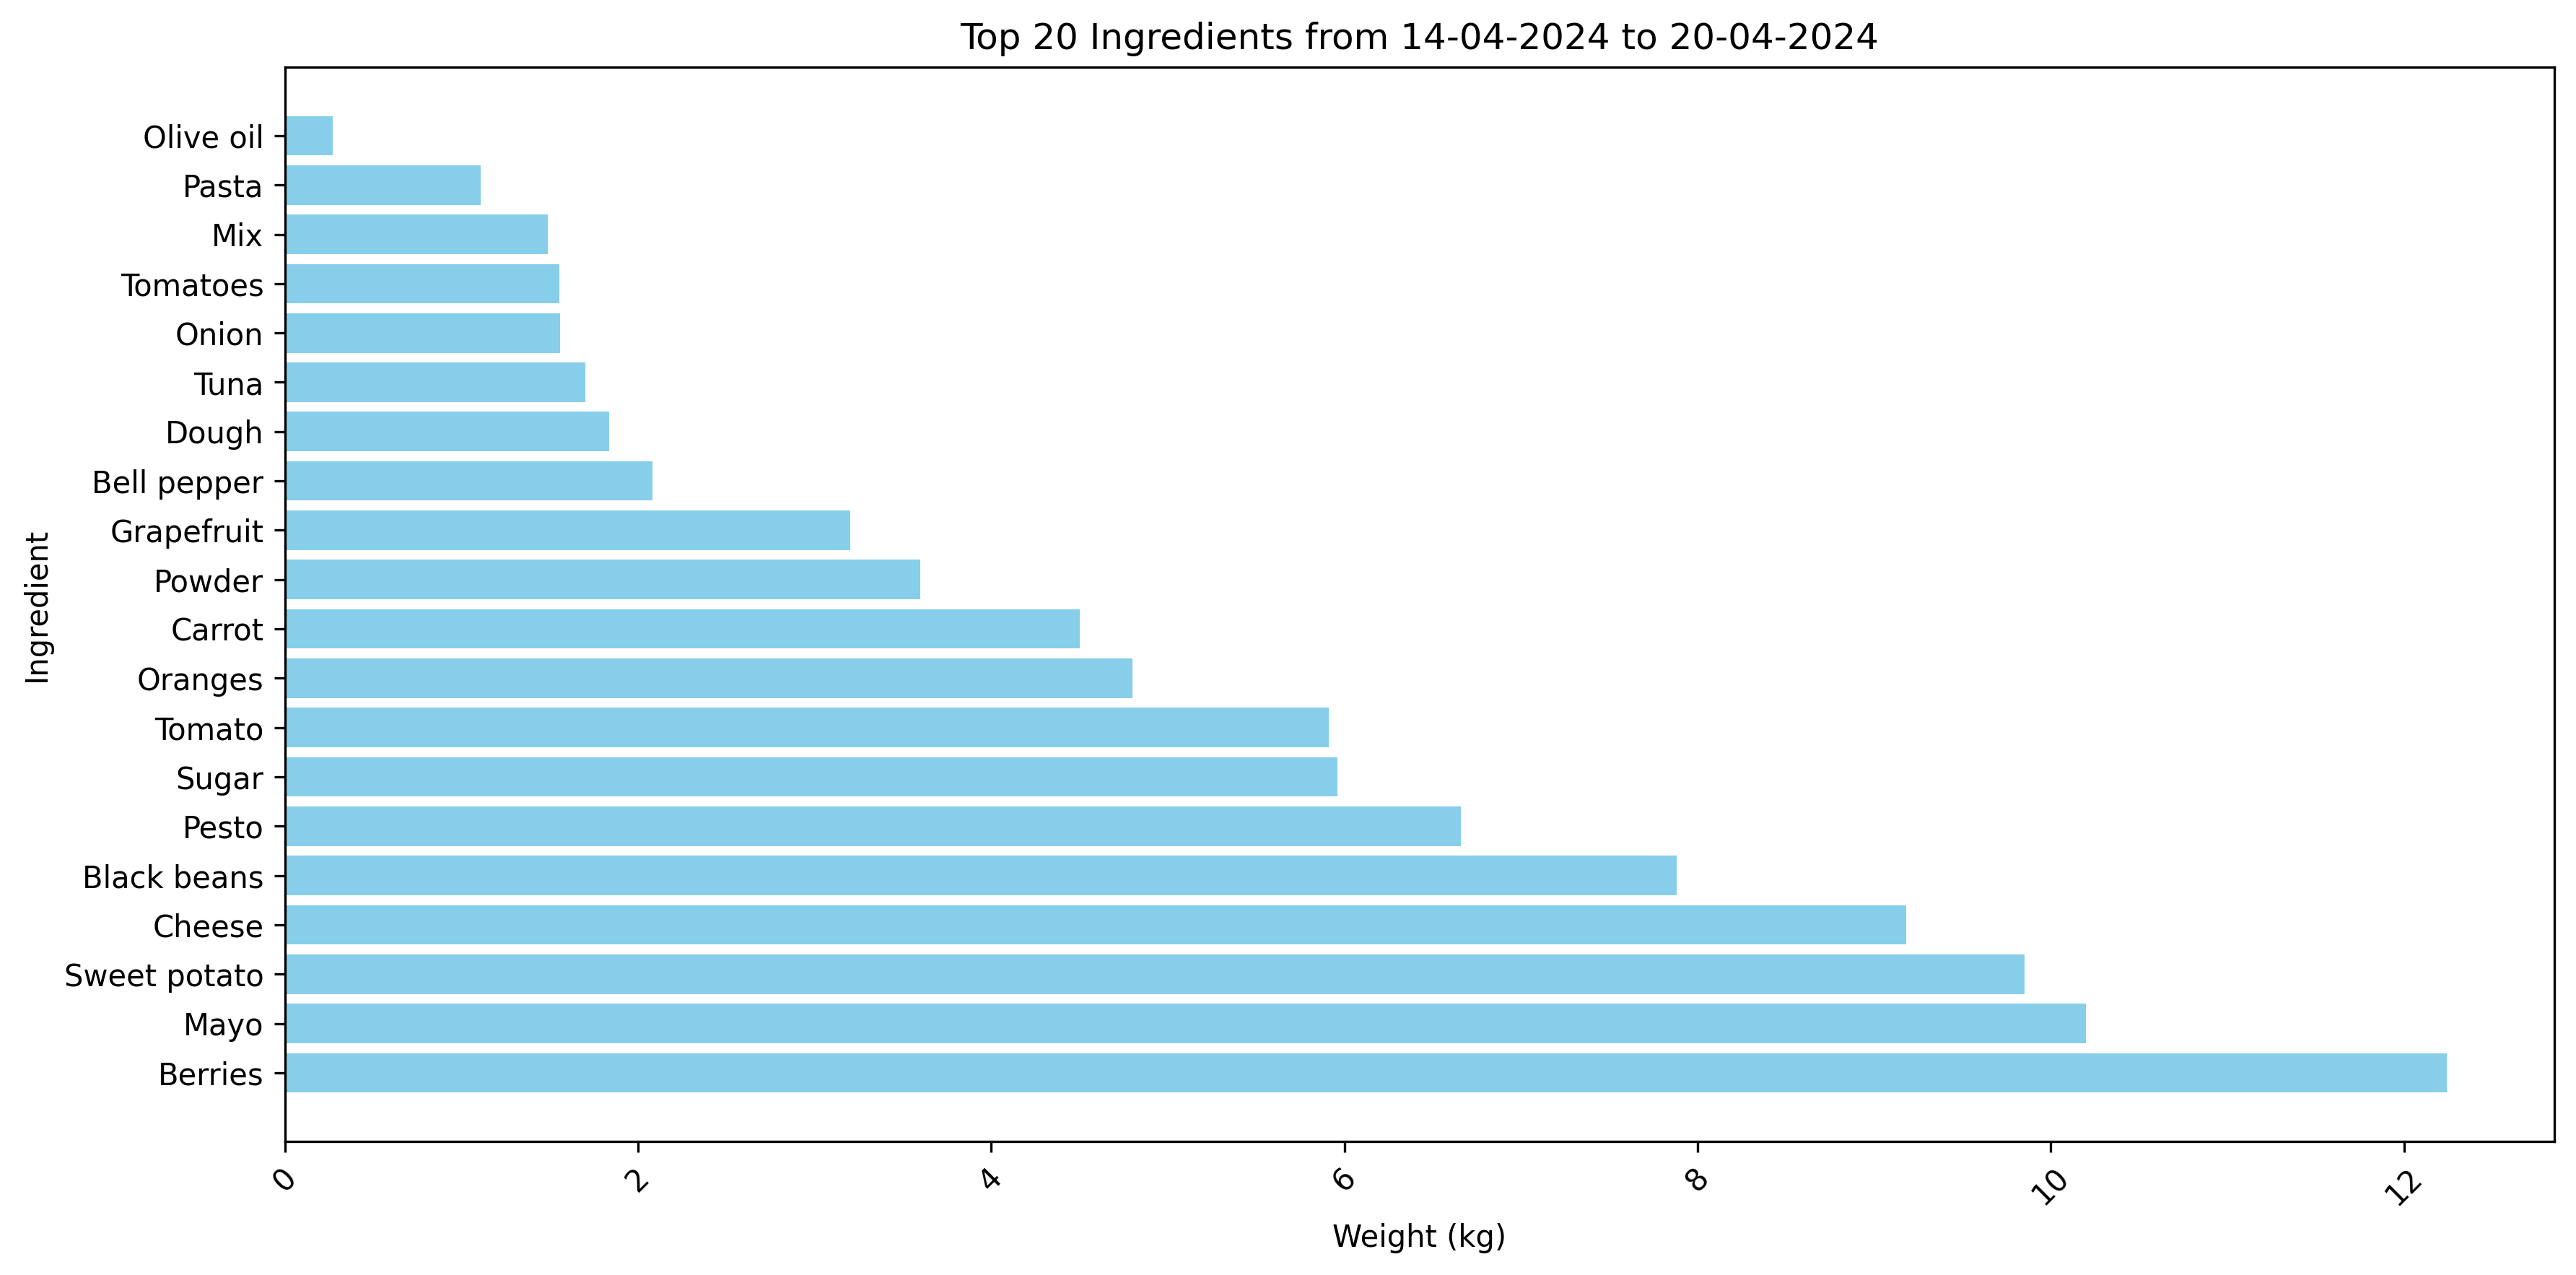 Top 20 Ingredients from 14-04-2024 to 20-04-2024
Olive oil
Pasta
Mix
Tomatoes
Onion
Tuna
Dough
Bell pepper
Grapefruit
Powder
Carrot
Oranges
Tomato
Sugar
Pesto
Black beans
Cheese
Sweet potato
Mayo
Berries
Ingredient
0 2 4 6 8 10 12
Weight (kg)